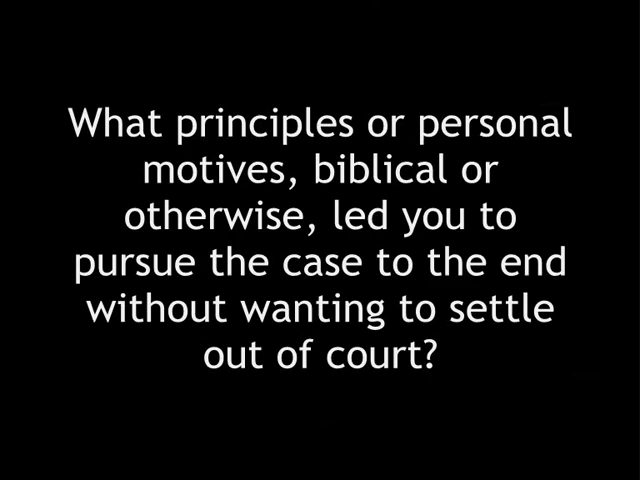 What principles or personal
motives, biblical or
otherwise, led you to
pursue the case to the end
without wanting to settle
out of court?